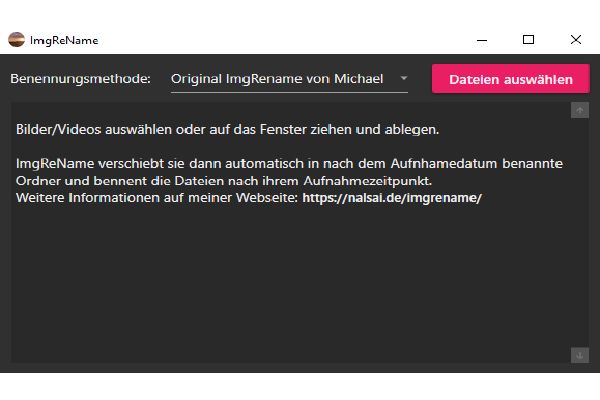 ImgReName
Benennungsmethode: Original ImgRename von Michael Dateien auswählen
Bilder/Videos auswählen oder auf das Fenster ziehen und ablegen.
ImgReName verschiebt sie dann automatisch in nach dem Aufnhamedatum benannte
Ordner und bennent die Dateien nach ihrem Aufnahmezeitpunkt.
Weitere Informationen auf meiner Webseite: https://nalsai.de/imgrename/